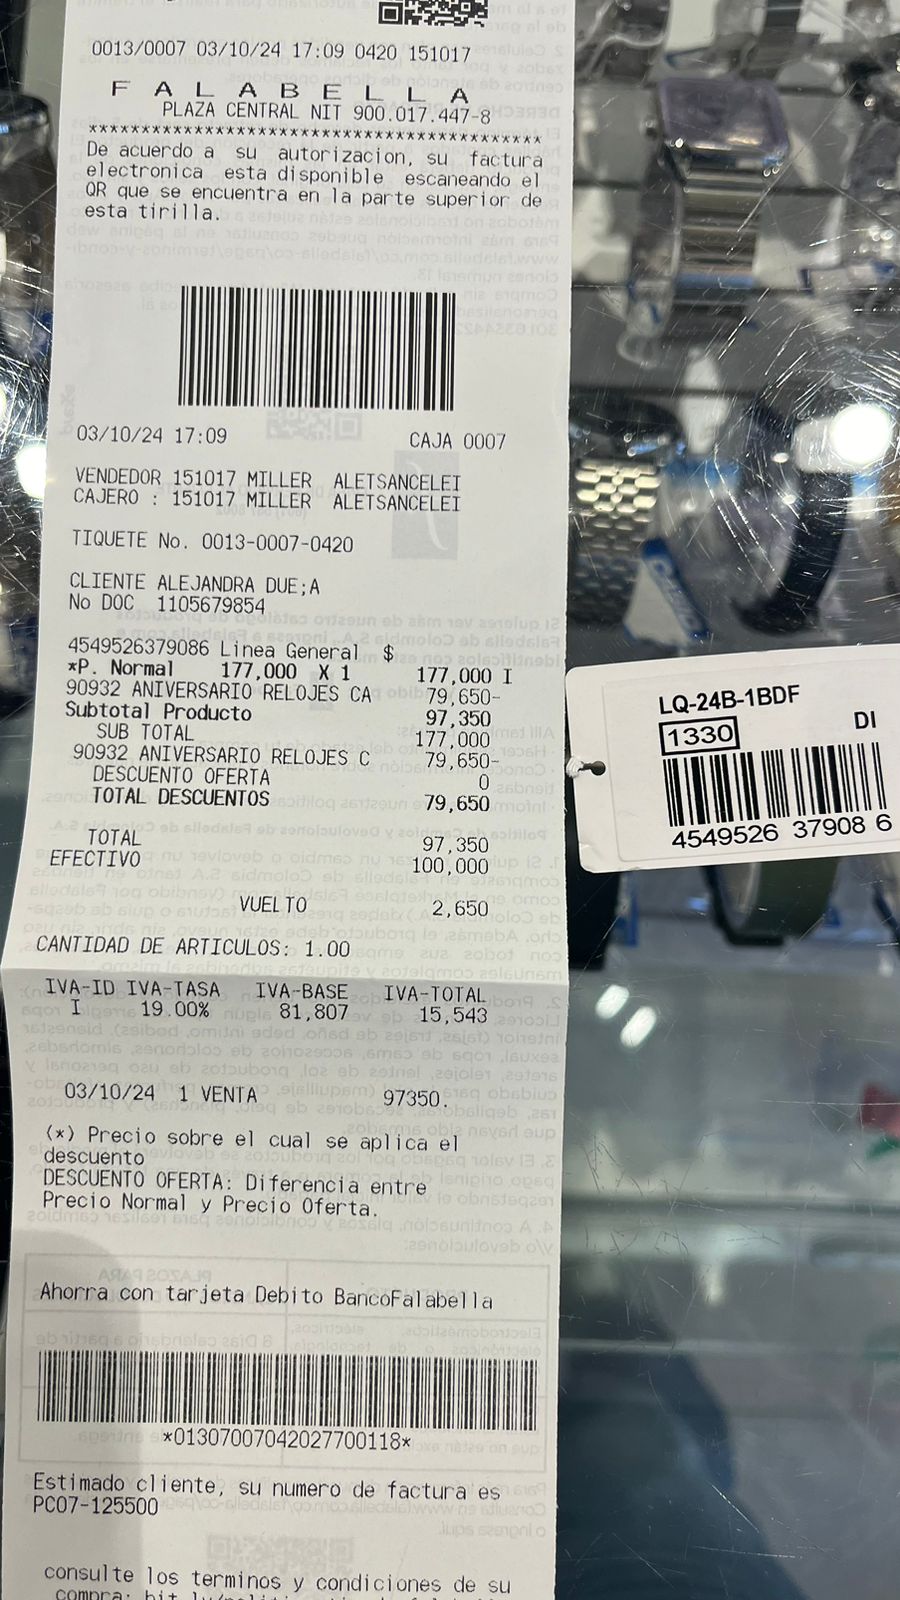 0013/0007 03/10/24 17:09 0420 151017
F A L A B E L L A
PLAZA CENTRAL NIT 900.017.447-8
******************************************
De acuerdo a su autorizacion, su factura
electronica esta disponible escaneando el
QR que se encuentra en la parte superior de
esta tirilla.
03/10/24 17:09 CAJA 0007
VENDEDOR 151017 MILLER ALETSANCELEI
CAJERO : 151017 MILLER ALETSANCELEI
TIQUETE No. 0013-0007-0420
CLIENTE ALEJANDRA DUE;A
No DOC 1105679854
4549526379086 Linea General $
*P. Normal 177,000 X 1 177,000 I
90932 ANIVERSARIO RELOJES CA 79,650-
Subtotal Producto 97,350
SUB TOTAL 177,000
90932 ANIVERSARIO RELOJES C 79,650-
DESCUENTO OFERTA 0
TOTAL DESCUENTOS 79,650
TOTAL 97,350
EFECTIVO 100,000
VUELTO 2,650
CANTIDAD DE ARTICULOS: 1.00
IVA-ID IVA-TASA IVA-BASE IVA-TOTAL
I 19.00% 81,807 15,543
03/10/24 1 VENTA 97350.
(*) Precio sobre el cual se aplica el
descuento
DESCUENTO OFERTA: Diferencia entre
Precio Normal y Precio Oferta.
Ahorra con tarjeta Debito BancoFalabella
*01307007042027700118*
Estimado cliente, su numero de factura es
PC07-125500
consulte los terminos y condiciones de su
LQ-24B-1BDF
1330 DI
4549526 37908 6